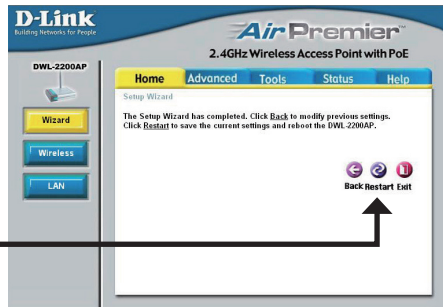 D-Link
Building Networks for People
Air Premier™
2.4GHz Wireless Access Point with PoE
DWL-2200AP
Home Advanced Tools Status Help
Setup Wizard
The Setup Wizard has completed. Click Back to modify previous settings.
Click Restart to save the current settings and reboot the DWL-2200AP.
Wizard
Wireless
LAN
Back Restart Exit